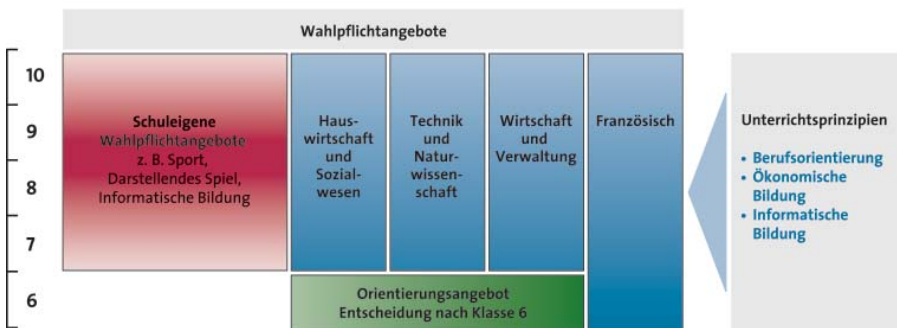 Wahlpflichtangebote
10
9
8
7
6
Schuleigene
Wahlpflichtangebote
z. B. Sport,
Darstellendes Spiel,
Informatische Bildung
Haus-
wirtschaft
und
Sozial-
wesen
Technik
und
Natur-
wissen-
schaft
Wirtschaft
und
Verwaltung
Französisch
Orientierungsangebot
Entscheidung nach Klasse 6
Unterrichtsprinzipien
• Berufsorientierung
• Ökonomische
Bildung
• Informatische
Bildung